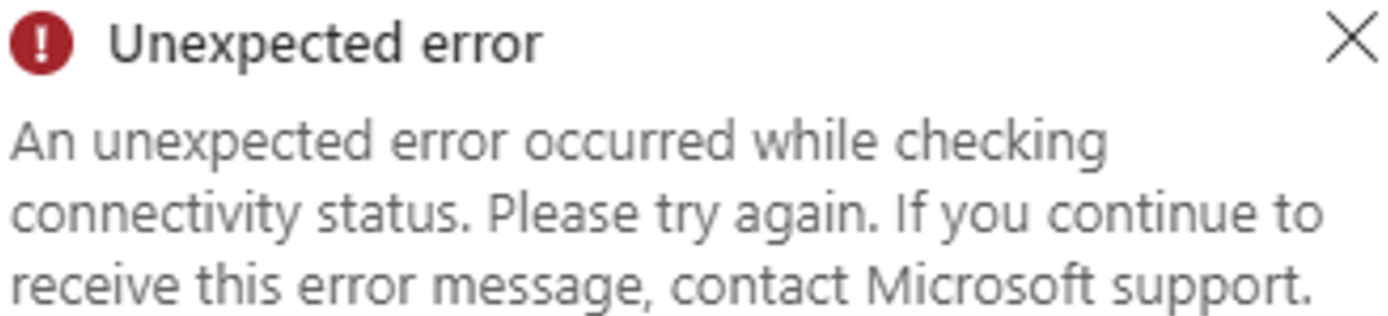 Unexpected error
An unexpected error occurred while checking
connectivity status. Please try again. If you continue to
receive this error message, contact Microsoft support.